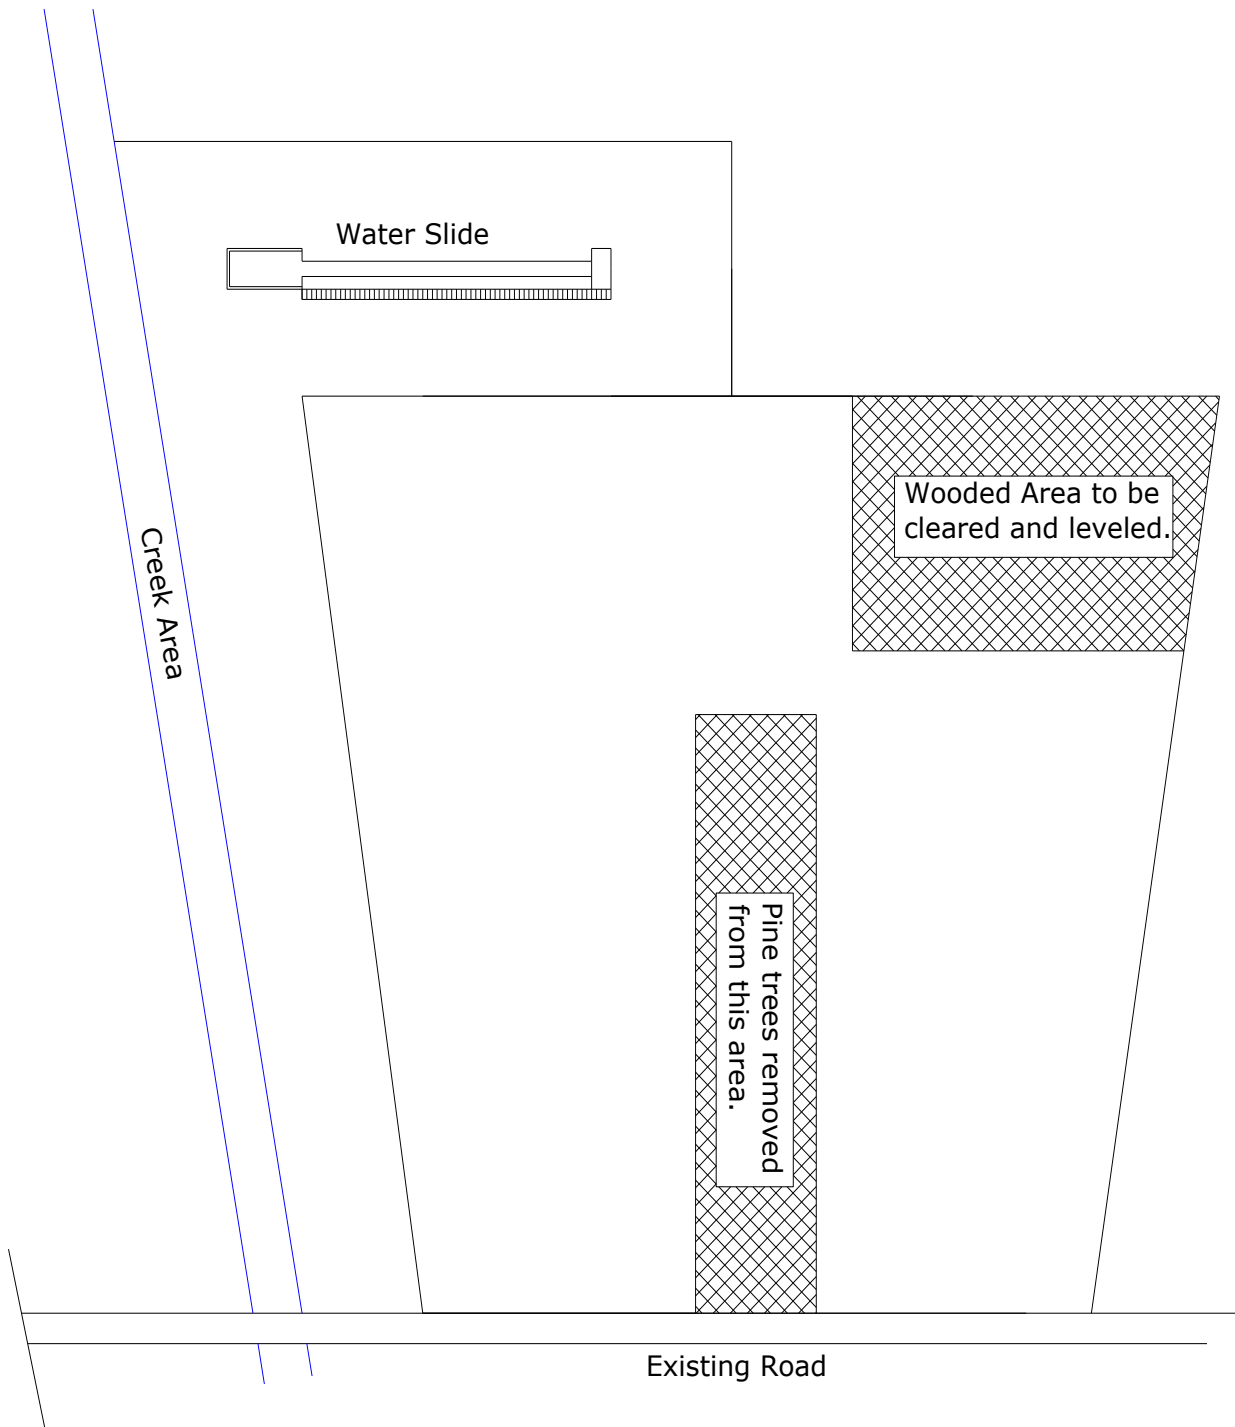 Water Slide
Wooded Area to be
cleared and leveled.
Creek Area
Pine trees removed
from this area.
Existing Road